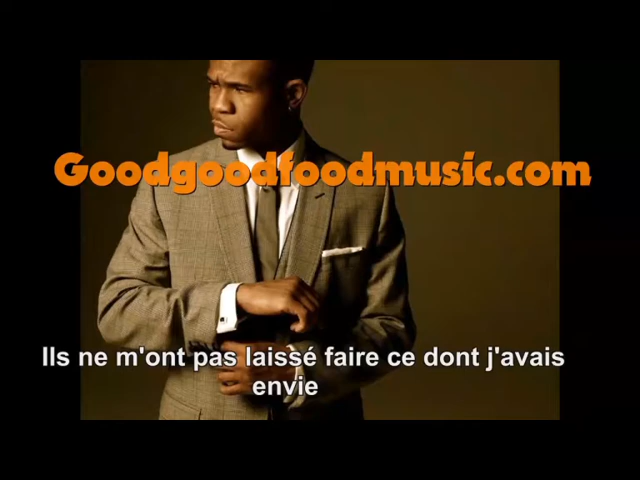 Goodgoodfoodmusic.com
Ils ne m'ont pas laissé faire ce dont j'avais
envie